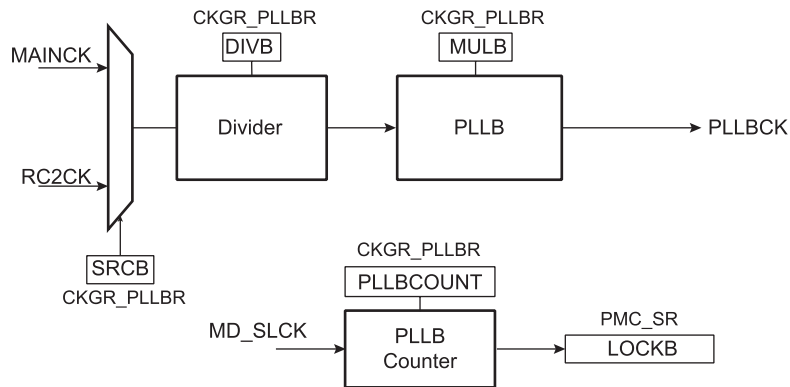 CKGR_PLLBR
CKGR_PLLBR
DIVB
MULB
MAINCK
Divider
PLLB
PLLBCK
RC2CK
SRCB
CKGR_PLLBR
CKGR_PLLBR
PLLBCOUNT
MD_SLCK
PLLB
Counter
PMC_SR
LOCKB